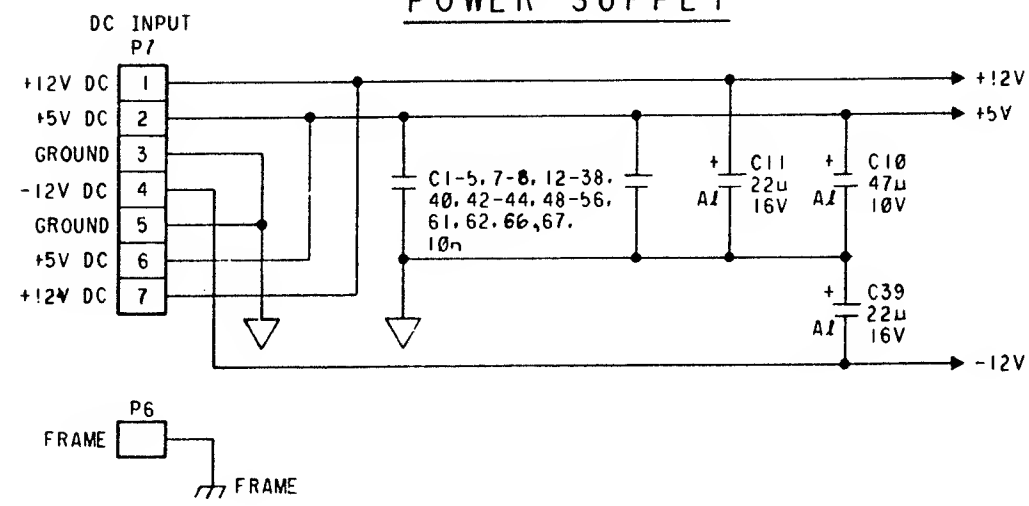 POWER SUPPLY
DC INPUT
P7
+12V DC 1
+5V DC 2
GROUND 3
-12V DC 4
GROUND 5
+5V DC 6
+12V DC 7
+12V
+5V
C1-5, 7-8, 12-38,
40, 42-44, 48-56,
61, 62, 66, 67.
10n
+ C11
Al 22u
16V
+ C10
Al 47u
10V
+ C39
Al 22u
16V
-12V
P6
FRAME
FRAME